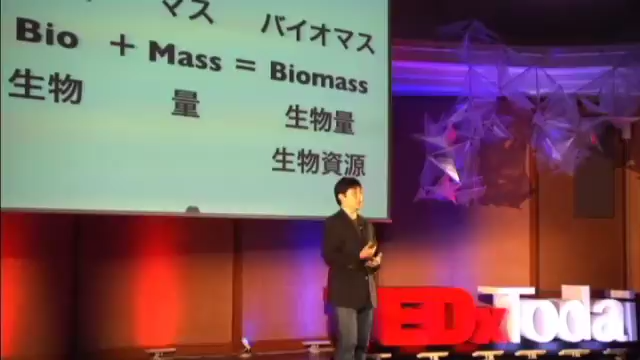 マス バイオマス
Bio + Mass = Biomass
生物 量 生物量
生物資源
TEDxTodai